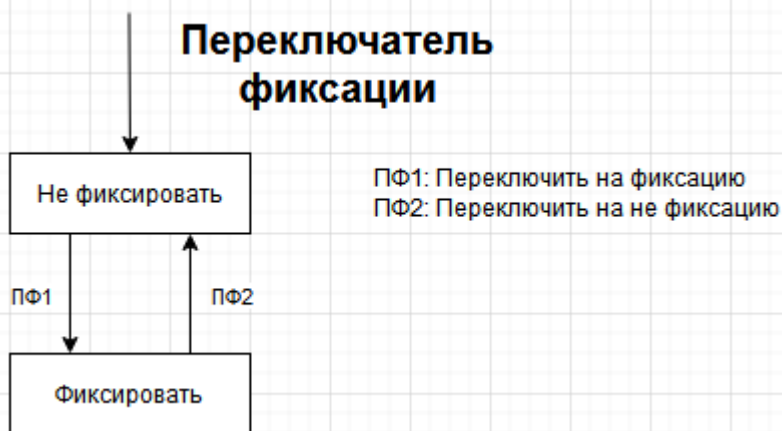 Переключатель
фиксации
Не фиксировать
ПФ1: Переключить на фиксацию
ПФ2: Переключить на не фиксацию
ПФ1
ПФ2
Фиксировать